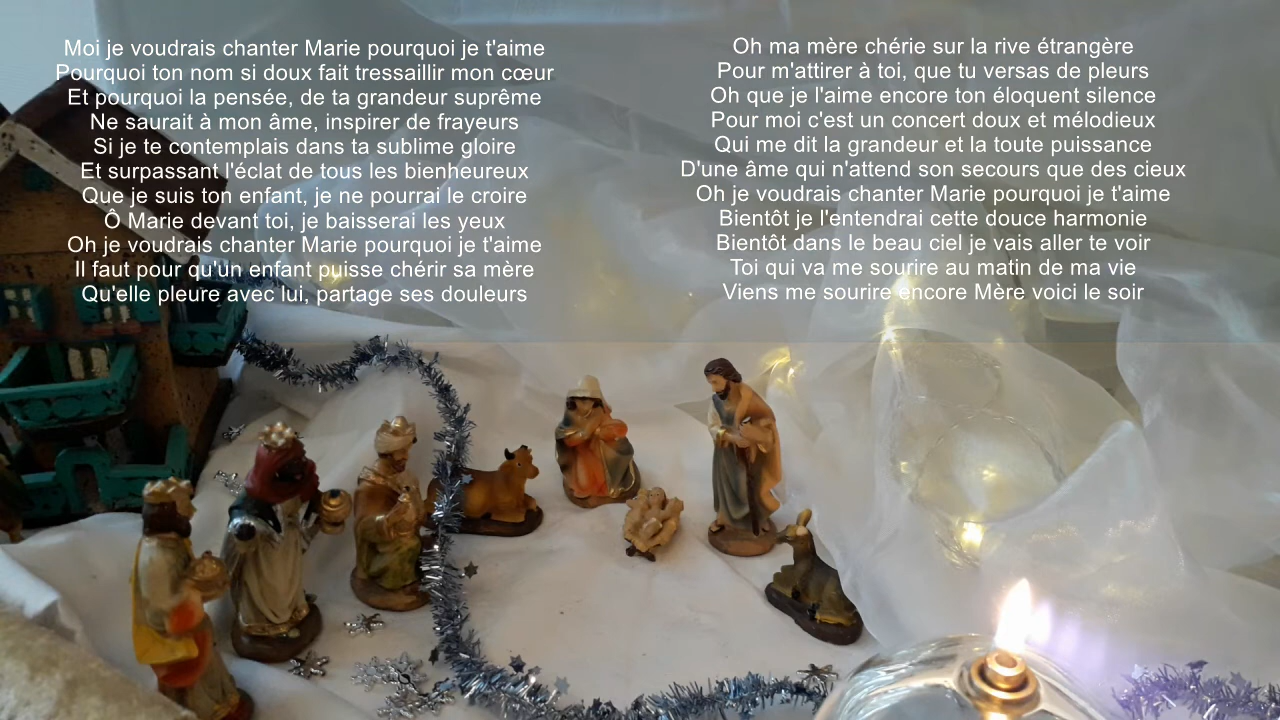 Moi je voudrais chanter Marie pourquoi je t'aime
Pourquoi ton nom si doux fait tressaillir mon cœur
Et pourquoi la pensée, de ta grandeur suprême
Ne saurait à mon âme, inspirer de frayeurs
Si je te contemplais dans ta sublime gloire
Et surpassant l'éclat de tous les bienheureux
Que je suis ton enfant, je ne pourrai le croire
Ô Marie devant toi, je baisserai les yeux
Oh je voudrais chanter Marie pourquoi je t'aime
Il faut pour qu'un enfant puisse chérir sa mère
Qu'elle pleure avec lui, partage ses douleurs
Oh ma mère chérie sur la rive étrangère
Pour m'attirer à toi, que tu versas de pleurs
Oh que je l'aime encore ton éloquent silence
Pour moi c'est un concert doux et mélodieux
Qui me dit la grandeur et la toute puissance
D'une âme qui n'attend son secours que des cieux
Oh je voudrais chanter Marie pourquoi je t'aime
Bientôt je l'entendrai cette douce harmonie
Bientôt dans le beau ciel je vais aller te voir
Toi qui va me sourire au matin de ma vie
Viens me sourire encore Mère voici le soir